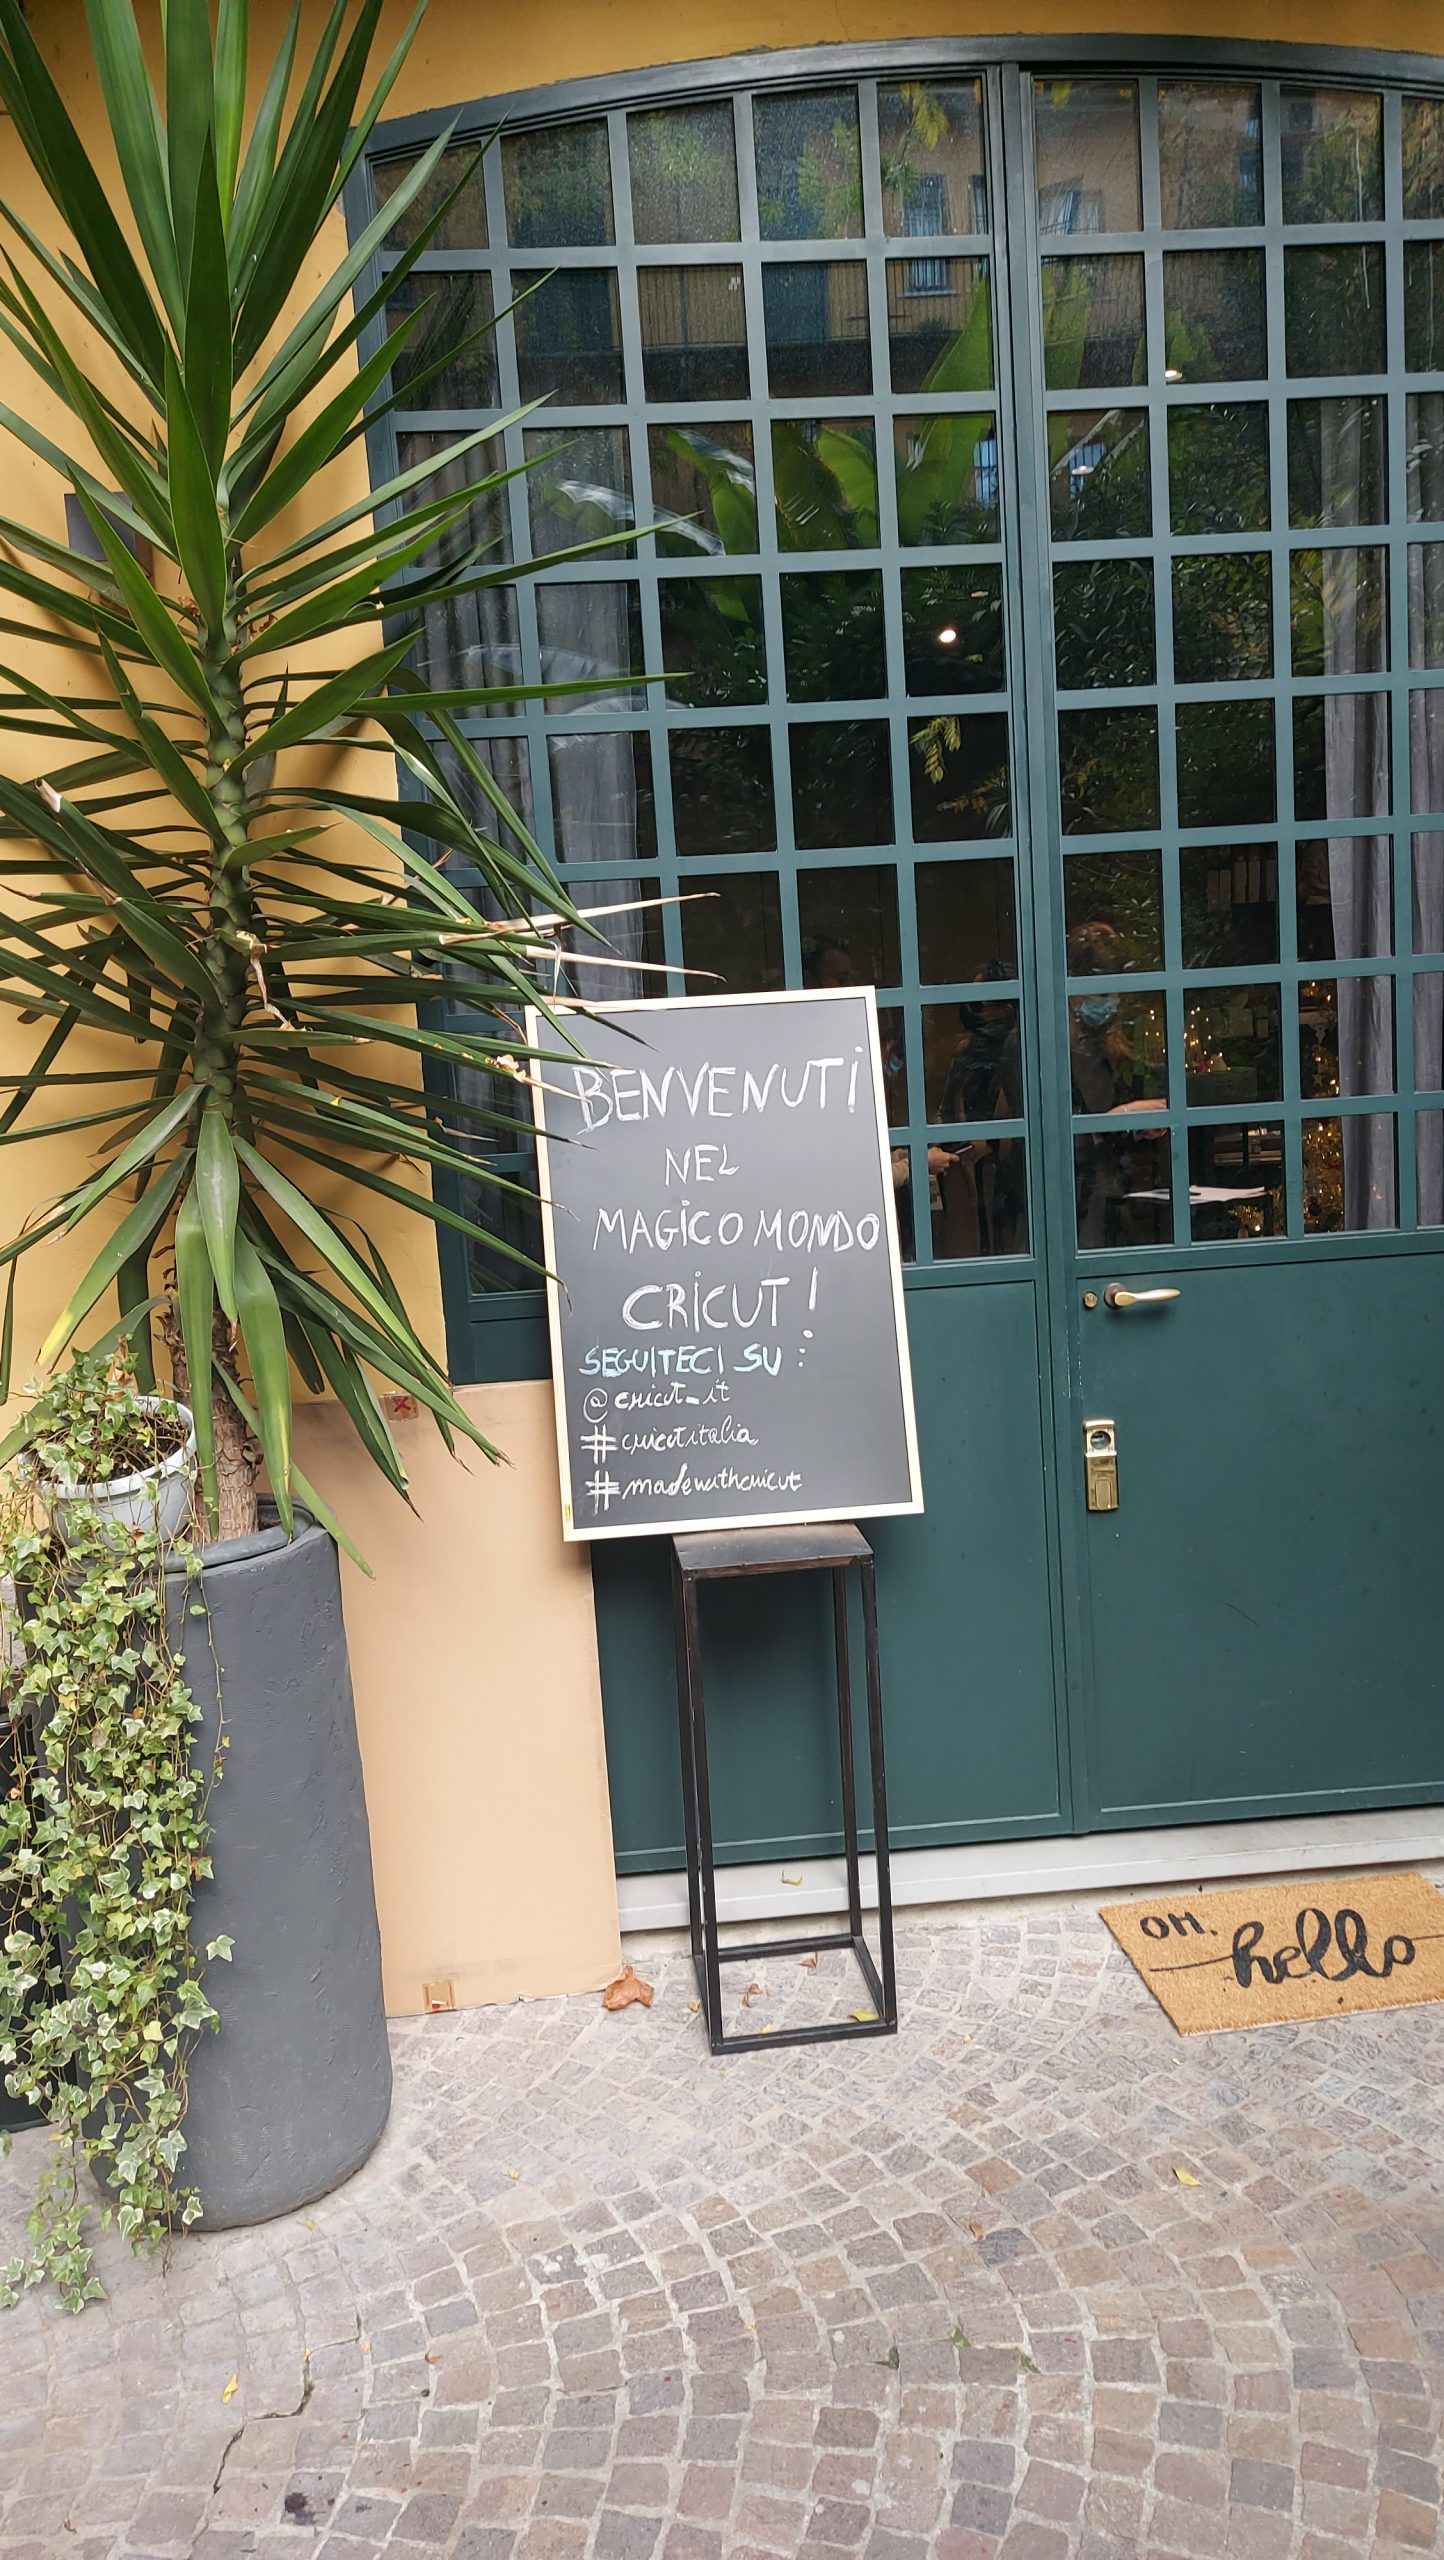 BENVENUTI
NEL
MAGICO MONDO
CRICUT!
SEGUITECI SU:
@cricut_it
#cricutitalia
#madewithcricut
OH,
hello